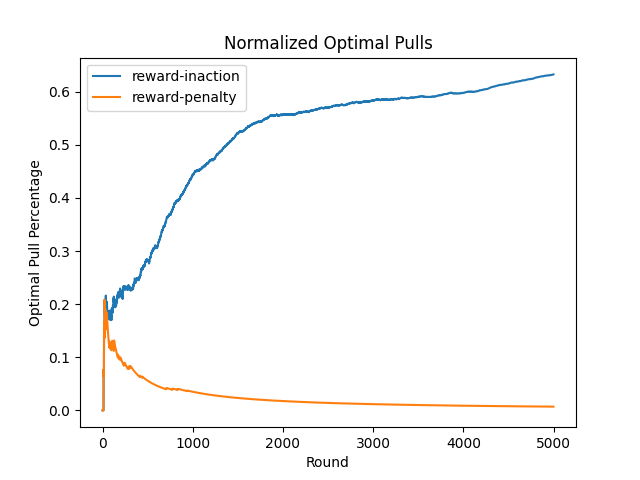 Normalized Optimal Pulls
reward-inaction
reward-penalty
Optimal Pull Percentage
0.6
0.5
0.4
0.3
0.2
0.1
0.0
0 1000 2000 3000 4000 5000
Round